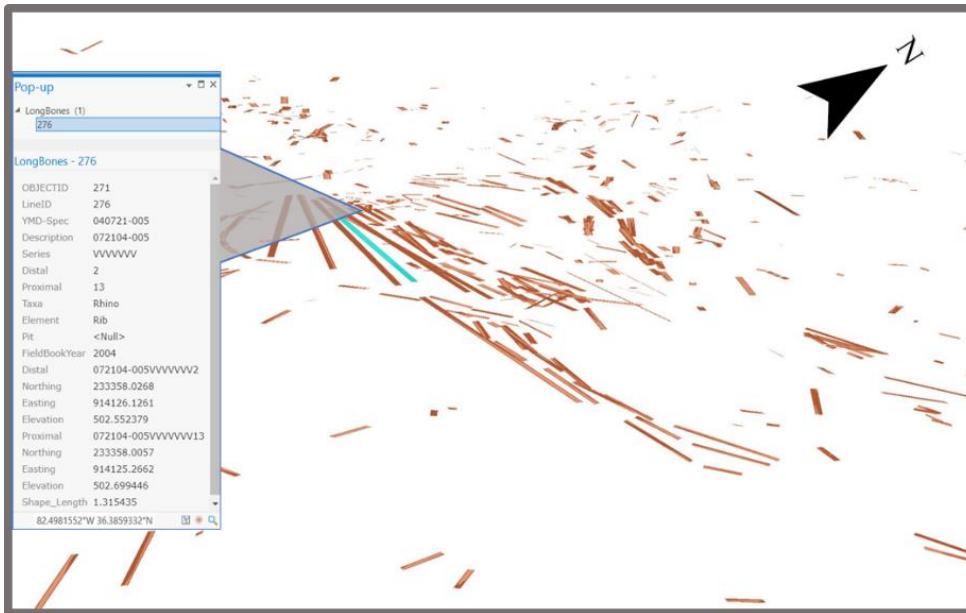 N
Pop-up
LongBones (1)
276
LongBones - 276
OBJECTID 271
LineID 276
YMD-Spec 040721-005
Description 072104-005
Series VVVVVVV
Distal 2
Proximal 13
Taxa Rhino
Element Rib
Pit <Null>
FieldBookYear 2004
Distal 072104-005VVVVVVV2
Northing 233358.0268
Easting 914126.1261
Elevation 502.552379
Proximal 072104-005VVVVVVV13
Northing 233358.0057
Easting 914125.2662
Elevation 502.699446
Shape_Length 1.315435
82.4981552°W 36.3859332°N